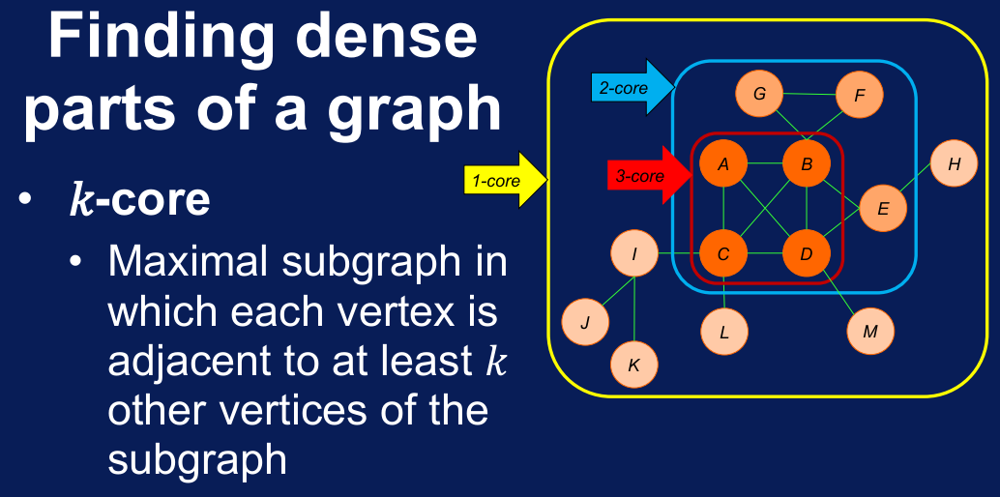 Finding dense
parts of a graph
• k-core
• Maximal subgraph in
which each vertex is
adjacent to at least k
other vertices of the
subgraph
2-core
G
F
1-core
3-core
A
B
H
E
I
C
D
J
L
M
K